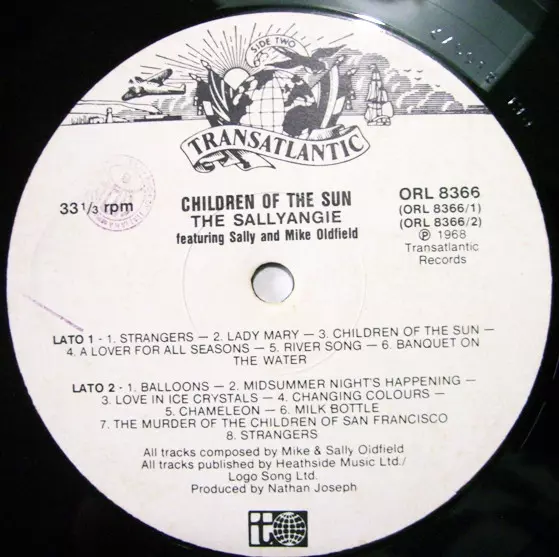 SIDE TWO
TRANSATLANTIC
33 1/3 rpm
CHILDREN OF THE SUN
THE SALLYANGIE
featuring Sally and Mike Oldfield
ORL 8366
(ORL 8366/1)
(ORL 8366/2)
Ⓟ 1968
Transatlantic
Records
LATO 1 - 1. STRANGERS — 2. LADY MARY — 3. CHILDREN OF THE SUN —
4. A LOVER FOR ALL SEASONS — 5. RIVER SONG — 6. BANQUET ON
THE WATER
LATO 2 - 1. BALLOONS — 2. MIDSUMMER NIGHT'S HAPPENING —
3. LOVE IN ICE CRYSTALS — 4. CHANGING COLOURS —
5. CHAMELEON — 6. MILK BOTTLE
7. THE MURDER OF THE CHILDREN OF SAN FRANCISCO
8. STRANGERS
All tracks composed by Mike & Sally Oldfield
All tracks published by Heathside Music Ltd./
Logo Song Ltd.
Produced by Nathan Joseph